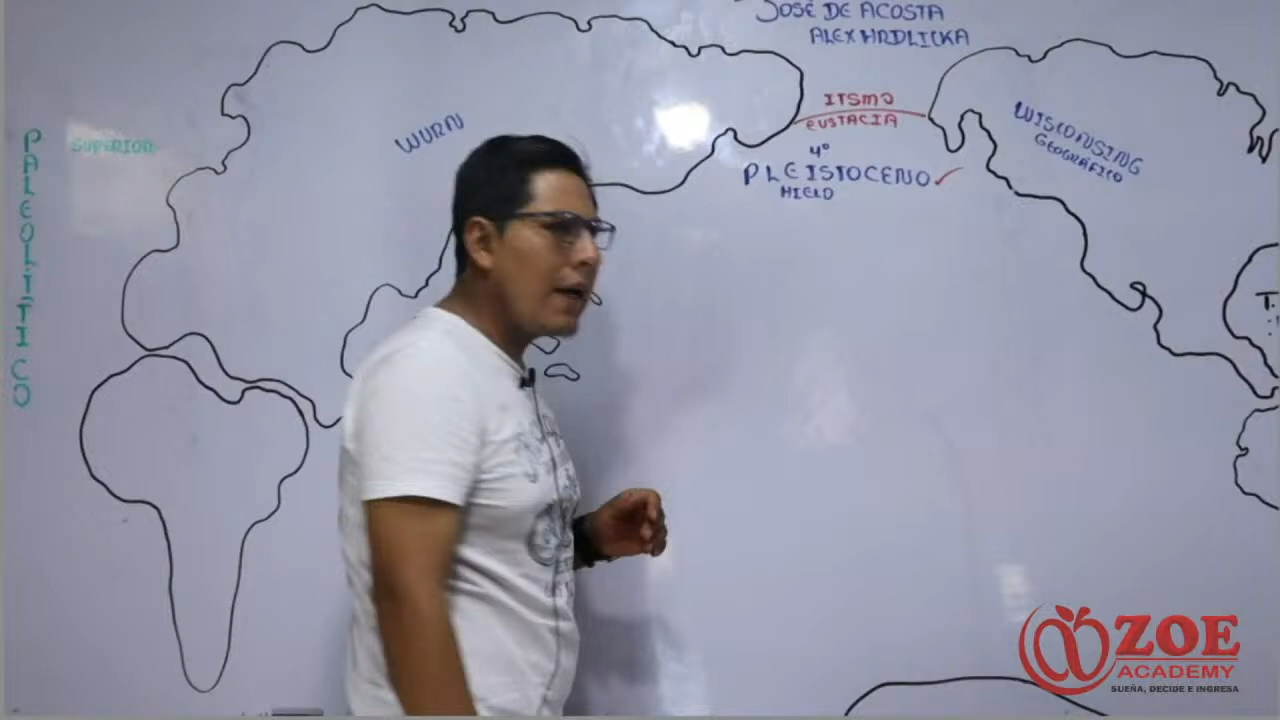 JOSÉ DE ACOSTA
ALEX HRDLICKA
ITSMO
EUSTACIA
4°
PLEISTOCENO
HIELO
WURN
WISCONSING
GEOGRÁFICO
SUPERIOR
PALEOLÍTICO
T.
ZOE
ACADEMY
SUEÑA, DECIDE E INGRESA